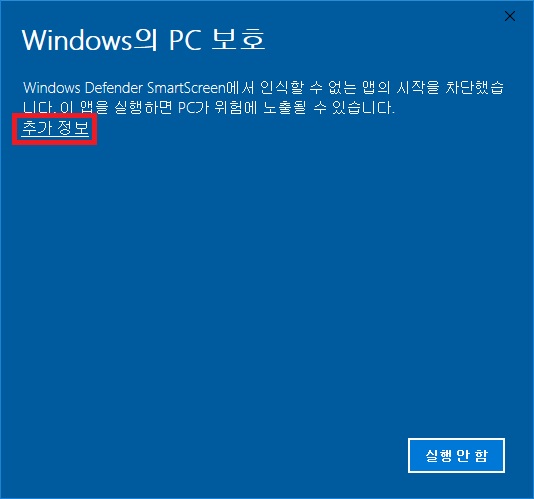 Windows의 PC 보호
Windows Defender SmartScreen에서 인식할 수 없는 앱의 시작을 차단했습
니다. 이 앱을 실행하면 PC가 위험에 노출될 수 있습니다.
추가 정보
실행 안 함